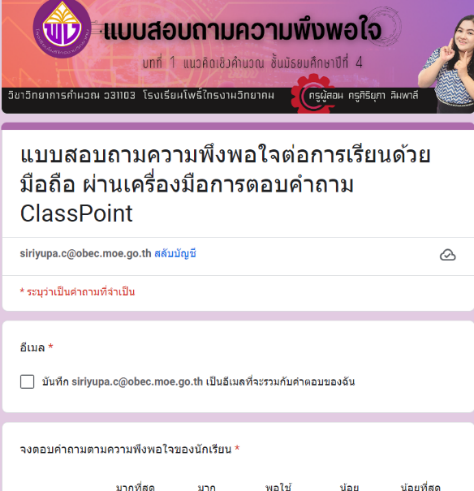 แบบสอบถามความพึงพอใจ
บทที่ 1 แนวคิดเชิงคำนวณ ชั้นมัธยมศึกษาปีที่ 4
วิชาวิทยาการคำนวณ ว31103 โรงเรียนโพธิ์ไทรงามวิทยาคม ครูผู้สอน ครูศิริยุภา ลิมพาลี
แบบสอบถามความพึงพอใจต่อการเรียนด้วย
มือถือ ผ่านเครื่องมือการตอบคำถาม
ClassPoint
siriyupa.c@obec.moe.go.th สลับบัญชี
* ระบุว่าเป็นคำถามที่จำเป็น
อีเมล *
บันทึก siriyupa.c@obec.moe.go.th เป็นอีเมลที่จะรวมกับคำตอบของฉัน
จงตอบคำถามตามความพึงพอใจของนักเรียน *
มากที่สุด มาก พอใช้ น้อย น้อยที่สุด